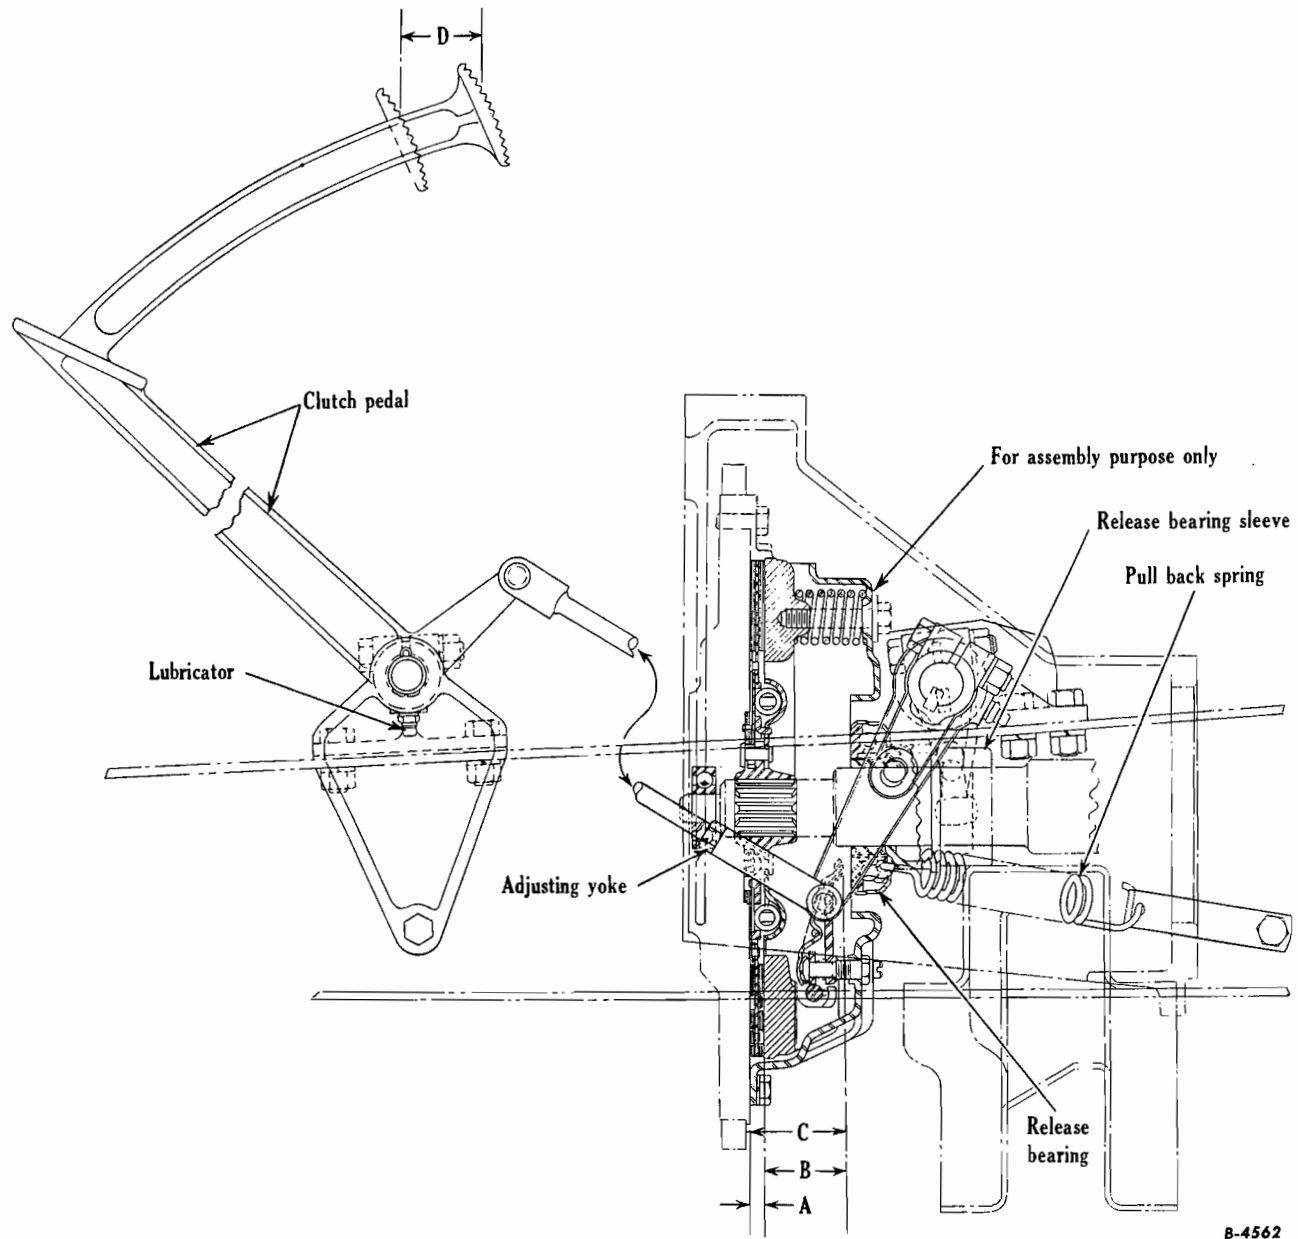 D
Clutch pedal
For assembly purpose only
Release bearing sleeve
Pull back spring
Lubricator
Adjusting yoke
Release
bearing
C
B
A
B-4562